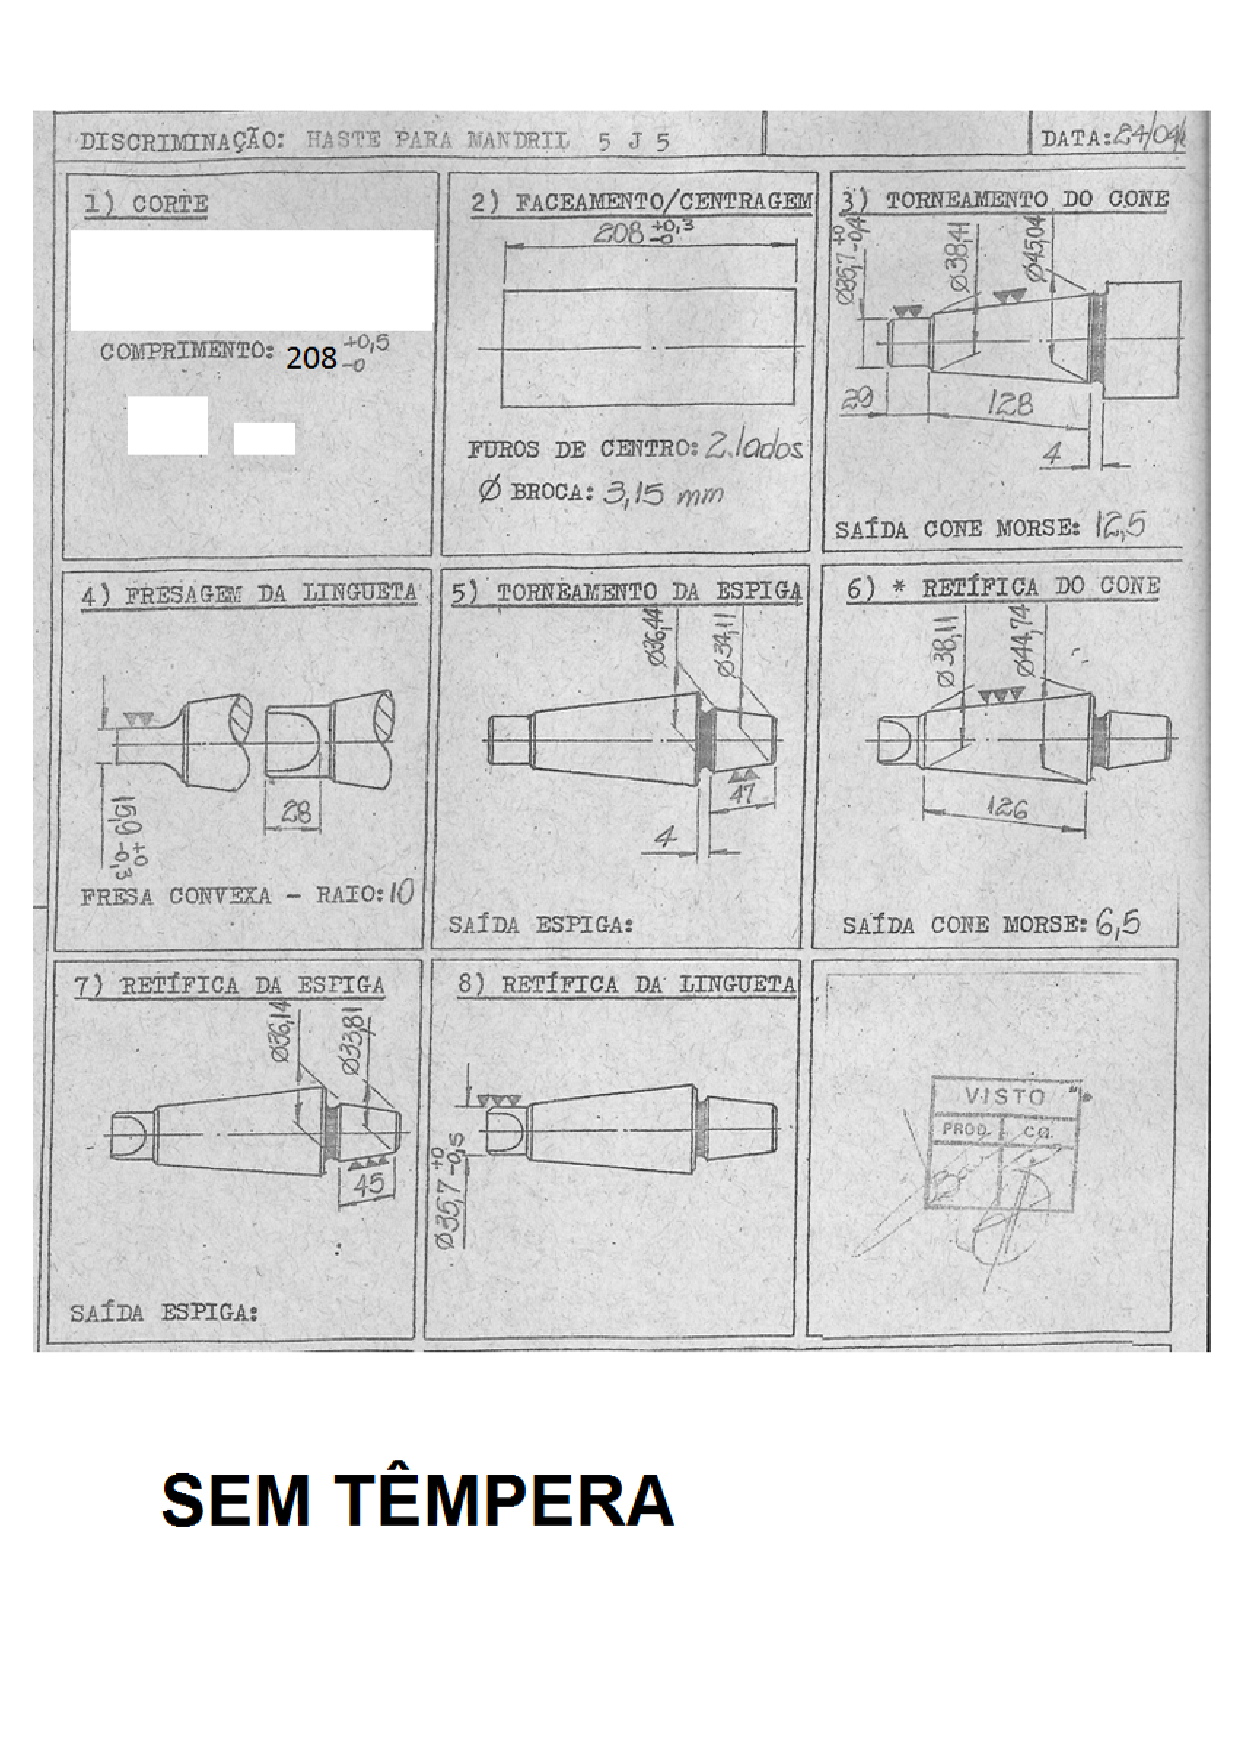 DISCRIMINAÇÃO: HASTE PARA MANDRIL 5 J 5
DATA: 24/04/
1) CORTE
COMPRIMENTO: 208 +0,5 -0
2) FACEAMENTO/CENTRAGEM
208 +0,3 -0
FUROS DE CENTRO: 2 lados
Ø BROCA: 3,15 mm
3) TORNEAMENTO DO CONE
Ø35,7 +0 -0,4
Ø38,41
Ø45,04
29
128
4
SAÍDA CONE MORSE: 12,5
4) FRESAGEM DA LINGUETA
28
15,9 +0 -0,3
FRESA CONVEXA - RAIO: 10
5) TORNEAMENTO DA ESPIGA
Ø36,44
Ø34,11
47
4
SAÍDA ESPIGA:
6) * RETÍFICA DO CONE
Ø38,11
Ø44,74
126
SAÍDA CONE MORSE: 6,5
7) RETÍFICA DA ESPIGA
Ø36,14
Ø33,81
45
SAÍDA ESPIGA:
8) RETÍFICA DA LINGUETA
Ø35,7 +0 -0,5
VISTO
PROD. C.Q.
SEM TÊMPERA